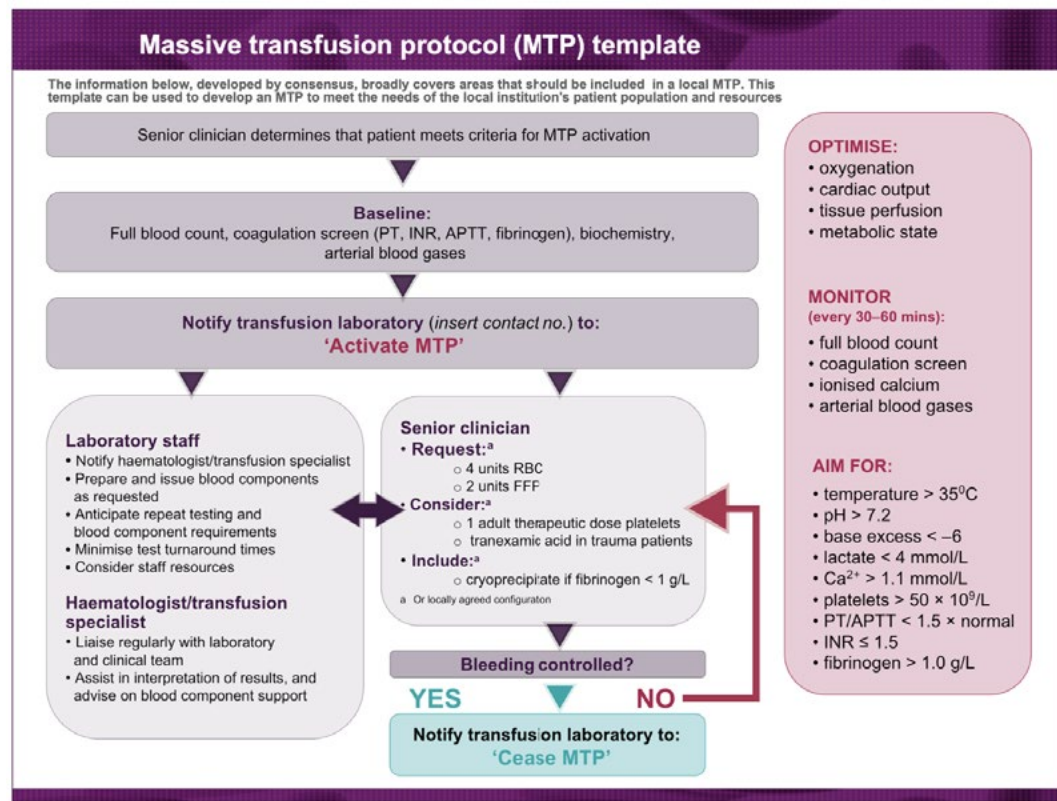 Massive transfusion protocol (MTP) template
The information below, developed by consensus, broadly covers areas that should be included in a local MTP. This
template can be used to develop an MTP to meet the needs of the local institution's patient population and resources
Senior clinician determines that patient meets criteria for MTP activation
Baseline:
Full blood count, coagulation screen (PT, INR, APTT, fibrinogen), biochemistry,
arterial blood gases
Notify transfusion laboratory (insert contact no.) to:
'Activate MTP'
Laboratory staff
• Notify haematologist/transfusion specialist
• Prepare and issue blood components
as requested
• Anticipate repeat testing and
blood component requirements
• Minimise test turnaround times
• Consider staff resources
Haematologist/transfusion
specialist
• Liaise regularly with laboratory
and clinical team
• Assist in interpretation of results, and
advise on blood component support
Senior clinician
• Request:ᵃ
o 4 units RBC
o 2 units FFP
• Consider:ᵃ
o 1 adult therapeutic dose platelets
o tranexamic acid in trauma patients
• Include:ᵃ
o cryoprecipitate if fibrinogen < 1 g/L
a Or locally agreed configuration
Bleeding controlled?
YES
NO
Notify transfusion laboratory to:
'Cease MTP'
OPTIMISE:
• oxygenation
• cardiac output
• tissue perfusion
• metabolic state
MONITOR
(every 30–60 mins):
• full blood count
• coagulation screen
• ionised calcium
• arterial blood gases
AIM FOR:
• temperature > 35⁰C
• pH > 7.2
• base excess < –6
• lactate < 4 mmol/L
• Ca²⁺ > 1.1 mmol/L
• platelets > 50 × 10⁹/L
• PT/APTT < 1.5 × normal
• INR ≤ 1.5
• fibrinogen > 1.0 g/L